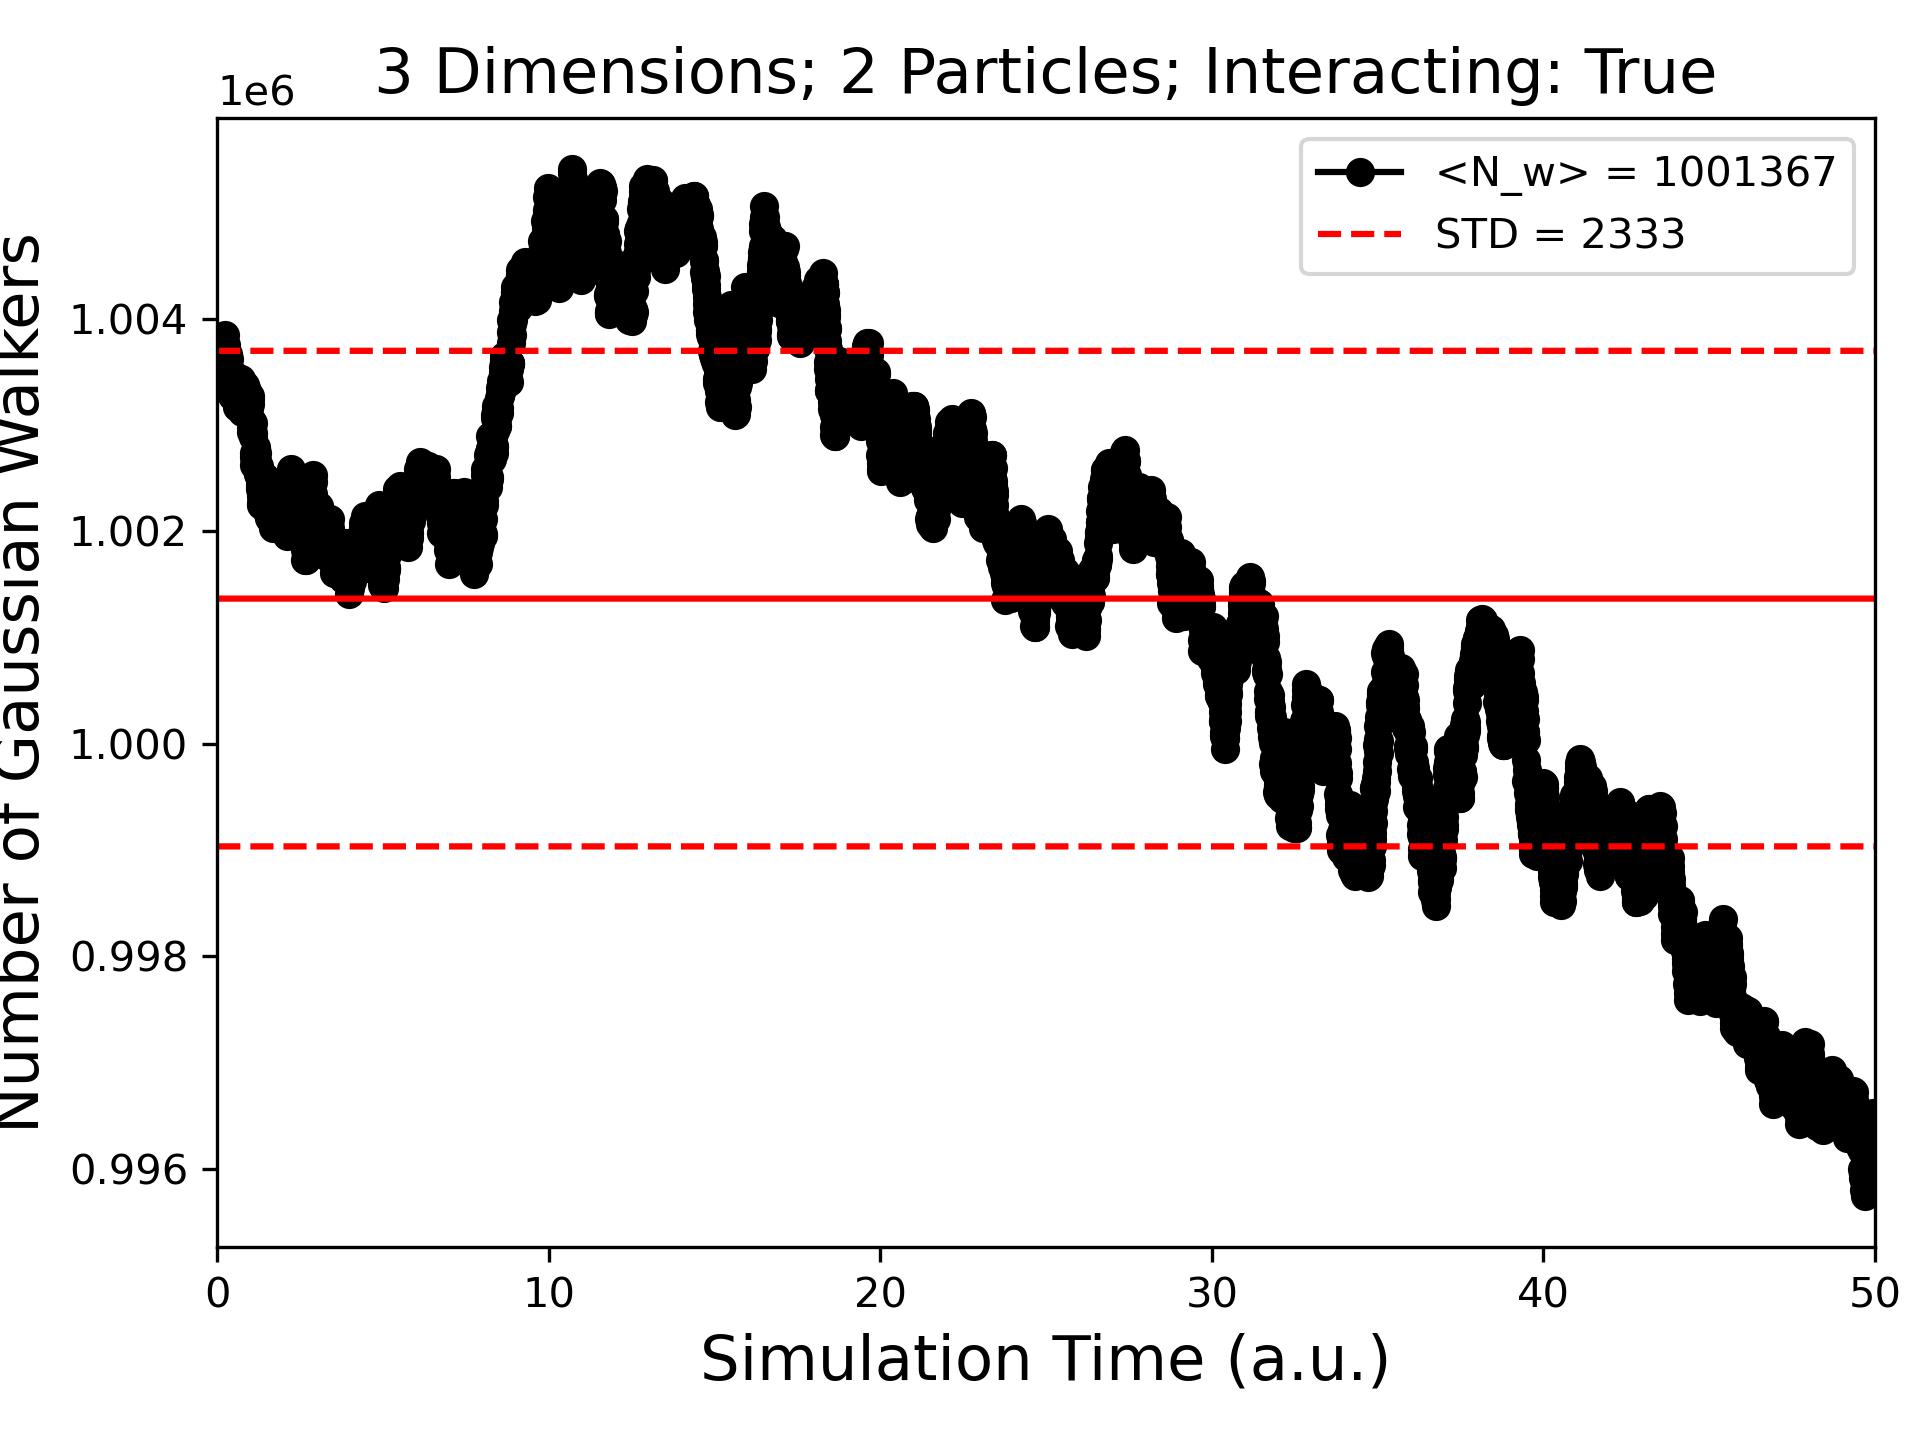 3 Dimensions; 2 Particles; Interacting: True
1e6
<N_w> = 1001367
STD = 2333
Number of Gaussian Walkers
1.004
1.002
1.000
0.998
0.996
0
10
20
30
40
50
Simulation Time (a.u.)